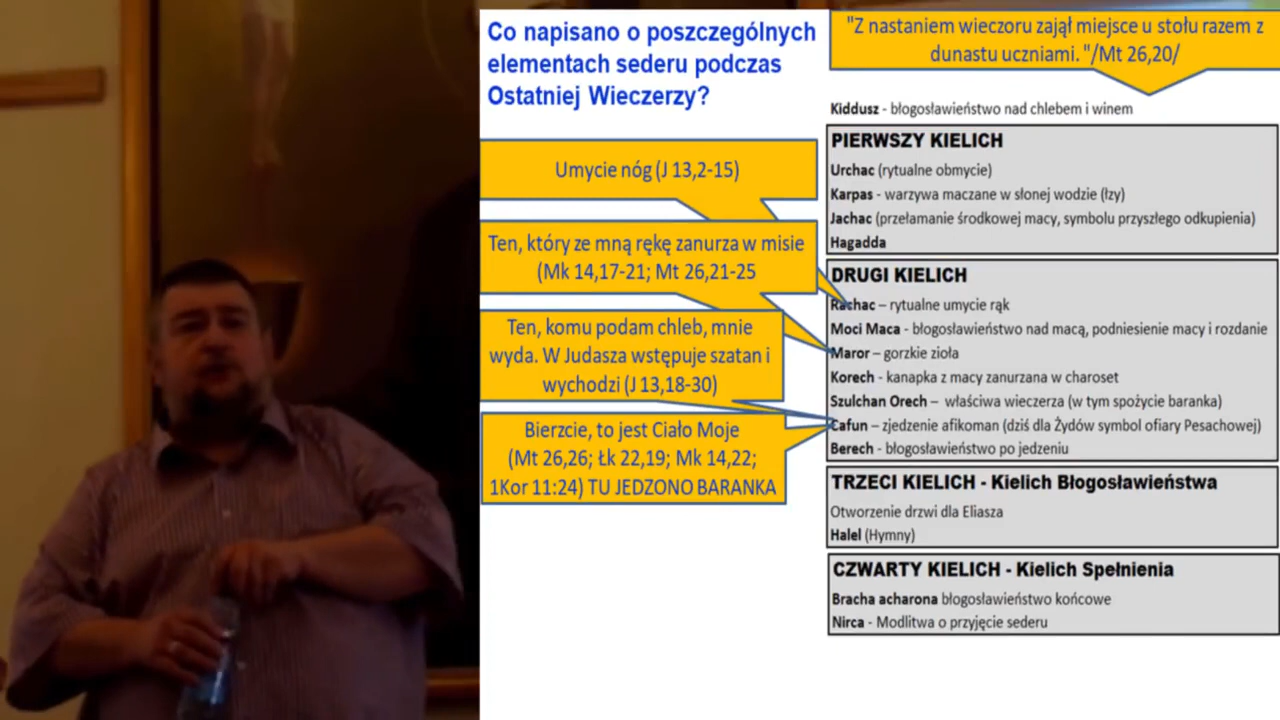 Co napisano o poszczególnych
elementach sederu podczas
Ostatniej Wieczerzy?
"Z nastaniem wieczoru zajął miejsce u stołu razem z
dunastu uczniami. "/Mt 26,20/
Umycie nóg (J 13,2-15)
Ten, który ze mną rękę zanurza w misie
(Mk 14,17-21; Mt 26,21-25
Ten, komu podam chleb, mnie
wyda. W Judasza wstępuje szatan i
wychodzi (J 13,18-30)
Bierzcie, to jest Ciało Moje
(Mt 26,26; Łk 22,19; Mk 14,22;
1Kor 11:24) TU JEDZONO BARANKA
Kiddusz - błogosławieństwo nad chlebem i winem
PIERWSZY KIELICH
Urchac (rytualne obmycie)
Karpas - warzywa maczane w słonej wodzie (łzy)
Jachac (przełamanie środkowej macy, symbolu przyszłego odkupienia)
Hagadda
DRUGI KIELICH
Rachac – rytualne umycie rąk
Moci Maca - błogosławieństwo nad macą, podniesienie macy i rozdanie
Maror – gorzkie zioła
Korech - kanapka z macy zanurzana w charoset
Szulchan Orech – właściwa wieczerza (w tym spożycie baranka)
Cafun – zjedzenie afikoman (dziś dla Żydów symbol ofiary Pesachowej)
Berech - błogosławieństwo po jedzeniu
TRZECI KIELICH - Kielich Błogosławieństwa
Otworzenie drzwi dla Eliasza
Halel (Hymny)
CZWARTY KIELICH - Kielich Spełnienia
Bracha acharona błogosławieństwo końcowe
Nirca - Modlitwa o przyjęcie sederu